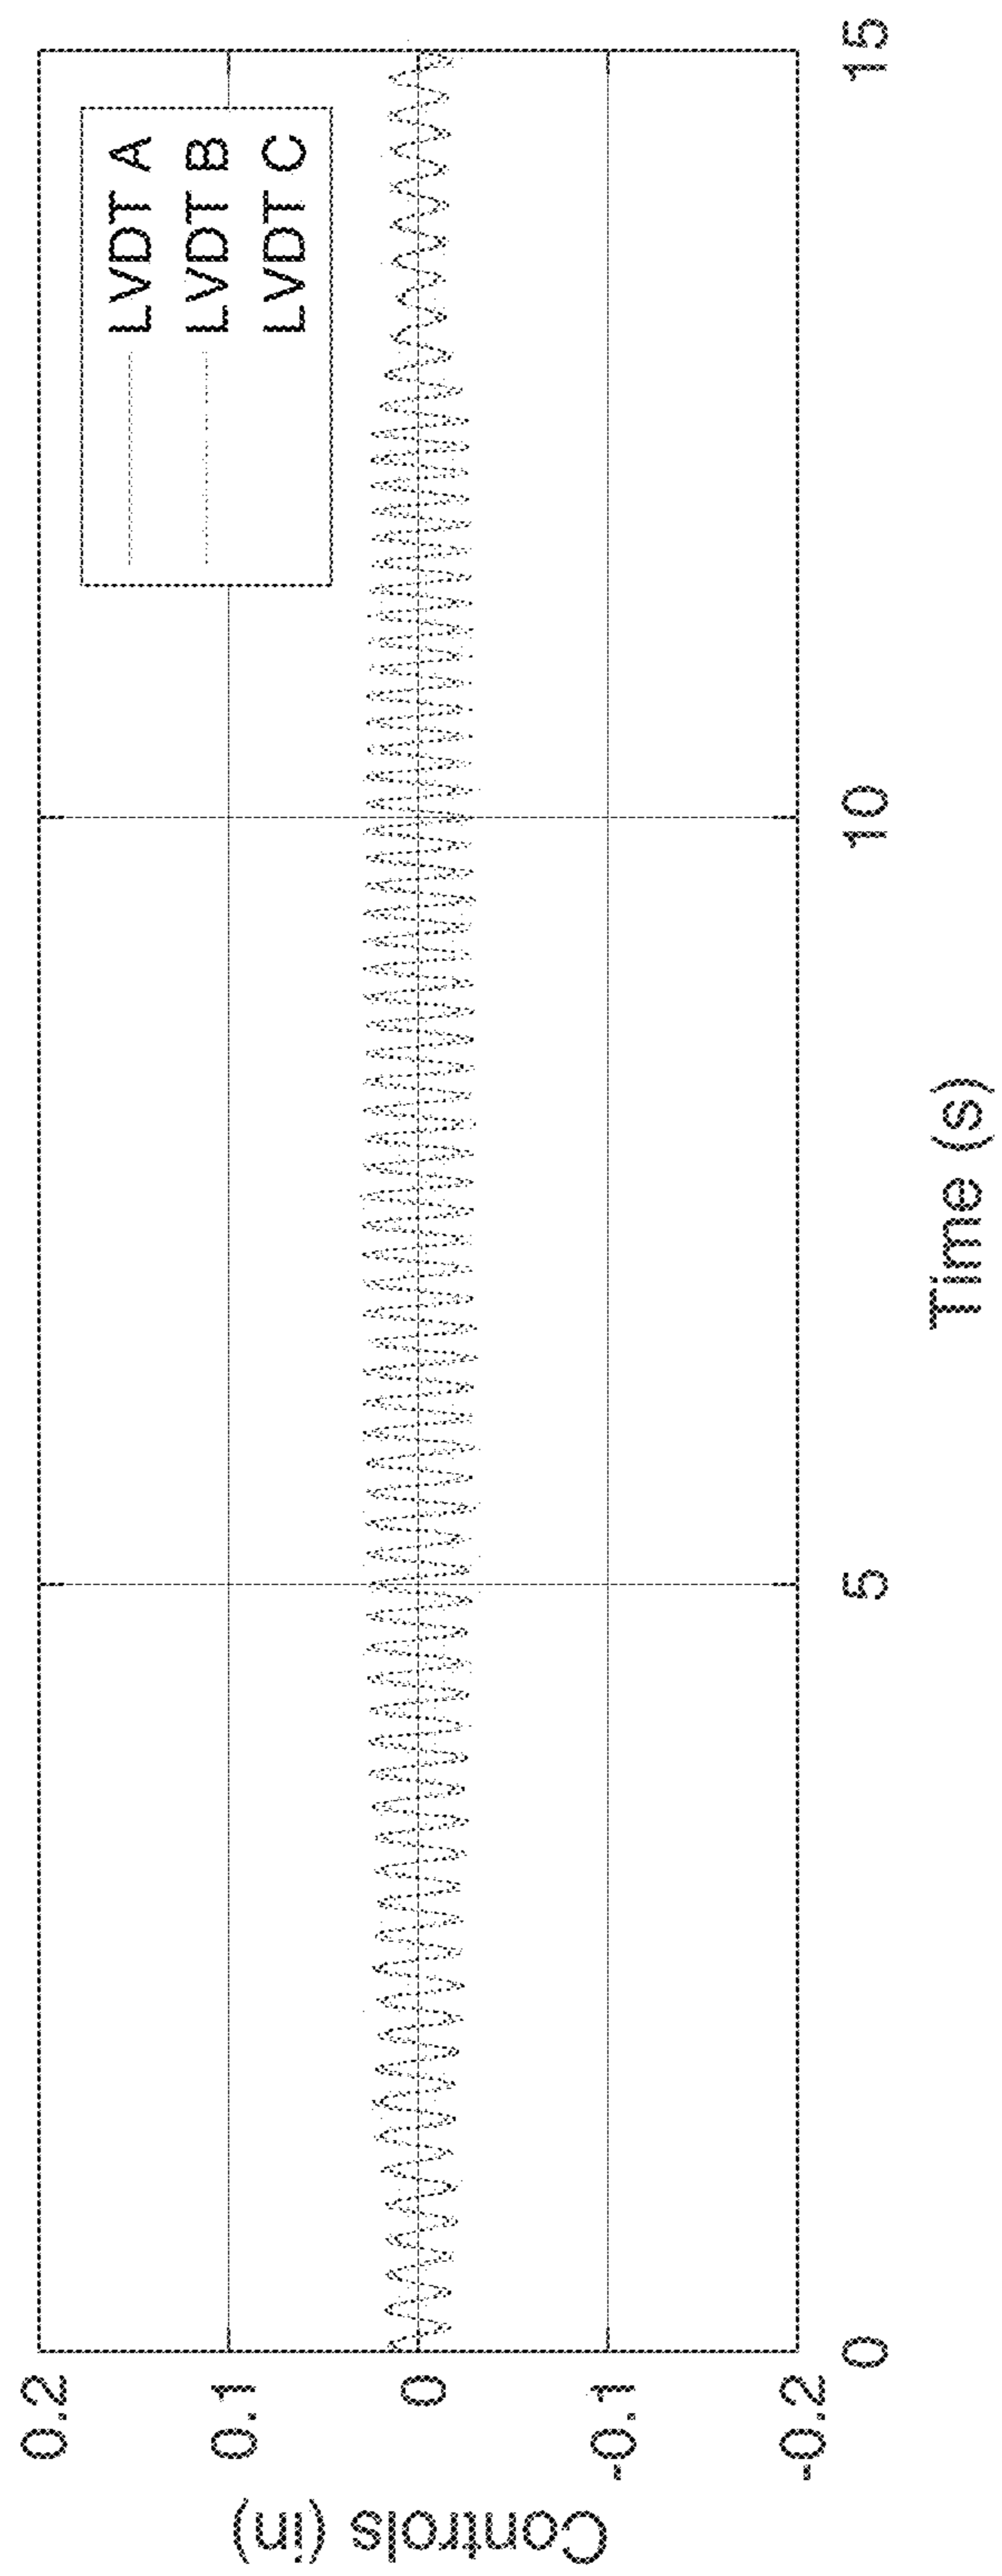 LVDT A
LVDT B
LVDT C
Controls (in)
0.2
0.1
0
-0.1
-0.2
0
5
10
15
Time (s)